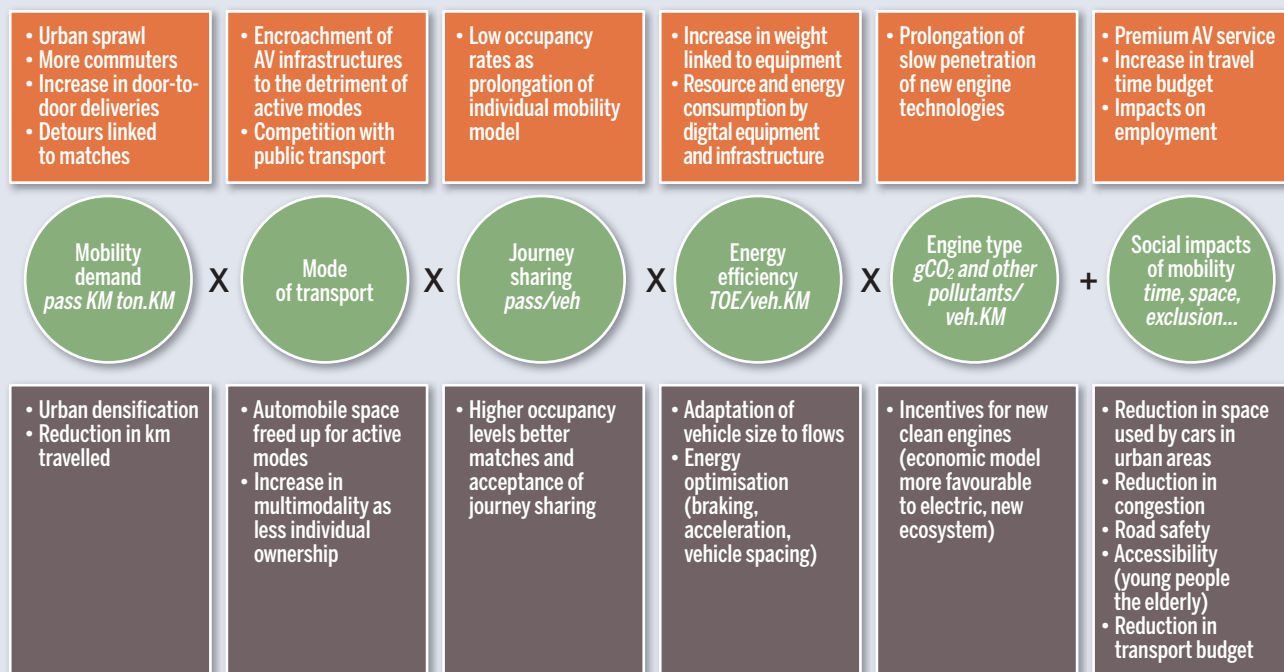 • Urban sprawl
• More commuters
• Increase in door-to-
door deliveries
• Detours linked
to matches
• Encroachment of
AV infrastructures
to the detriment of
active modes
• Competition with
public transport
• Low occupancy
rates as
prolongation of
individual mobility
model
• Increase in weight
linked to equipment
• Resource and energy
consumption by
digital equipment
and infrastructure
• Prolongation of
slow penetration
of new engine
technologies
• Premium AV service
• Increase in travel
time budget
• Impacts on
employment
Mobility
demand
pass KM ton.KM
X
Mode
of transport
X
Journey
sharing
pass/veh
X
Energy
efficiency
TOE/veh.KM
X
Engine type
gCO₂ and other
pollutants/
veh.KM
+
Social impacts
of mobility
time, space,
exclusion...
• Urban densification
• Reduction in km
travelled
• Automobile space
freed up for active
modes
• Increase in
multimodality as
less individual
ownership
• Higher occupancy
levels better
matches and
acceptance of
journey sharing
• Adaptation of
vehicle size to flows
• Energy
optimisation
(braking,
acceleration,
vehicle spacing)
• Incentives for new
clean engines
(economic model
more favourable
to electric, new
ecosystem)
• Reduction in space
used by cars in
urban areas
• Reduction in
congestion
• Road safety
• Accessibility
(young people
the elderly)
• Reduction in
transport budget